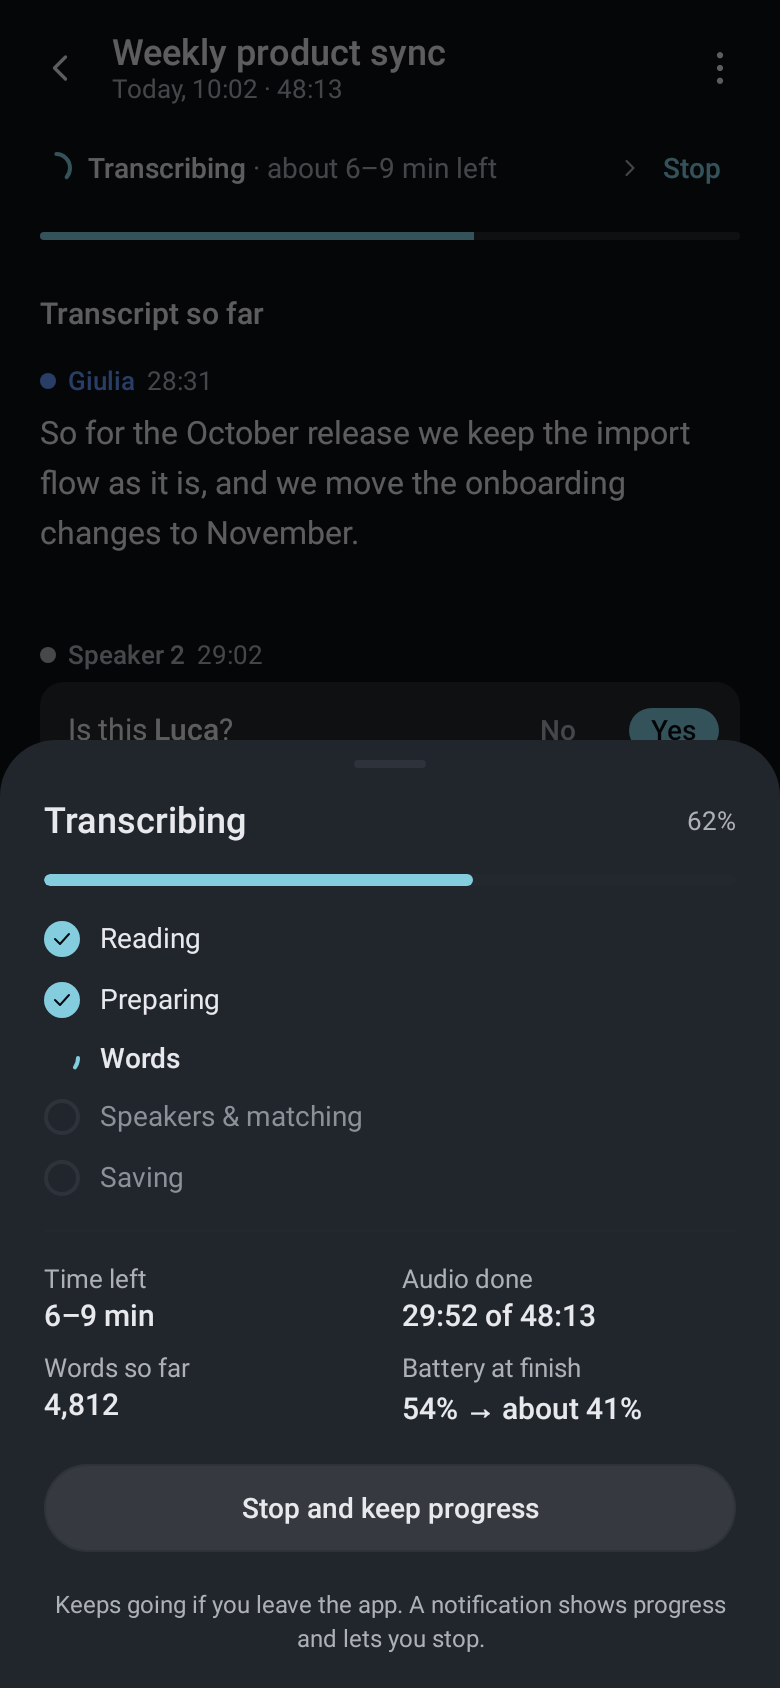 Weekly product sync
Today, 10:02 · 48:13
Transcribing · about 6–9 min left
Stop
Transcript so far
Giulia 28:31
So for the October release we keep the import
flow as it is, and we move the onboarding
changes to November.
Speaker 2 29:02
Is this Luca?
No
Yes
Transcribing
62%
Reading
Preparing
Words
Speakers & matching
Saving
Time left
6–9 min
Audio done
29:52 of 48:13
Words so far
4,812
Battery at finish
54% → about 41%
Stop and keep progress
Keeps going if you leave the app. A notification shows progress
and lets you stop.